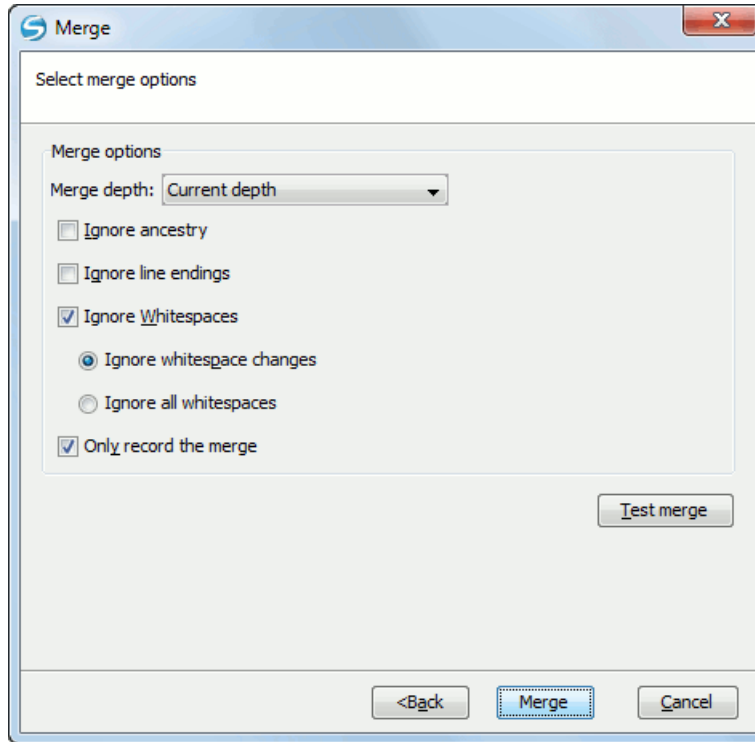 Merge
Select merge options
Merge options
Merge depth: Current depth
Ignore ancestry
Ignore line endings
Ignore Whitespaces
Ignore whitespace changes
Ignore all whitespaces
Only record the merge
Test merge
<Back Merge Cancel